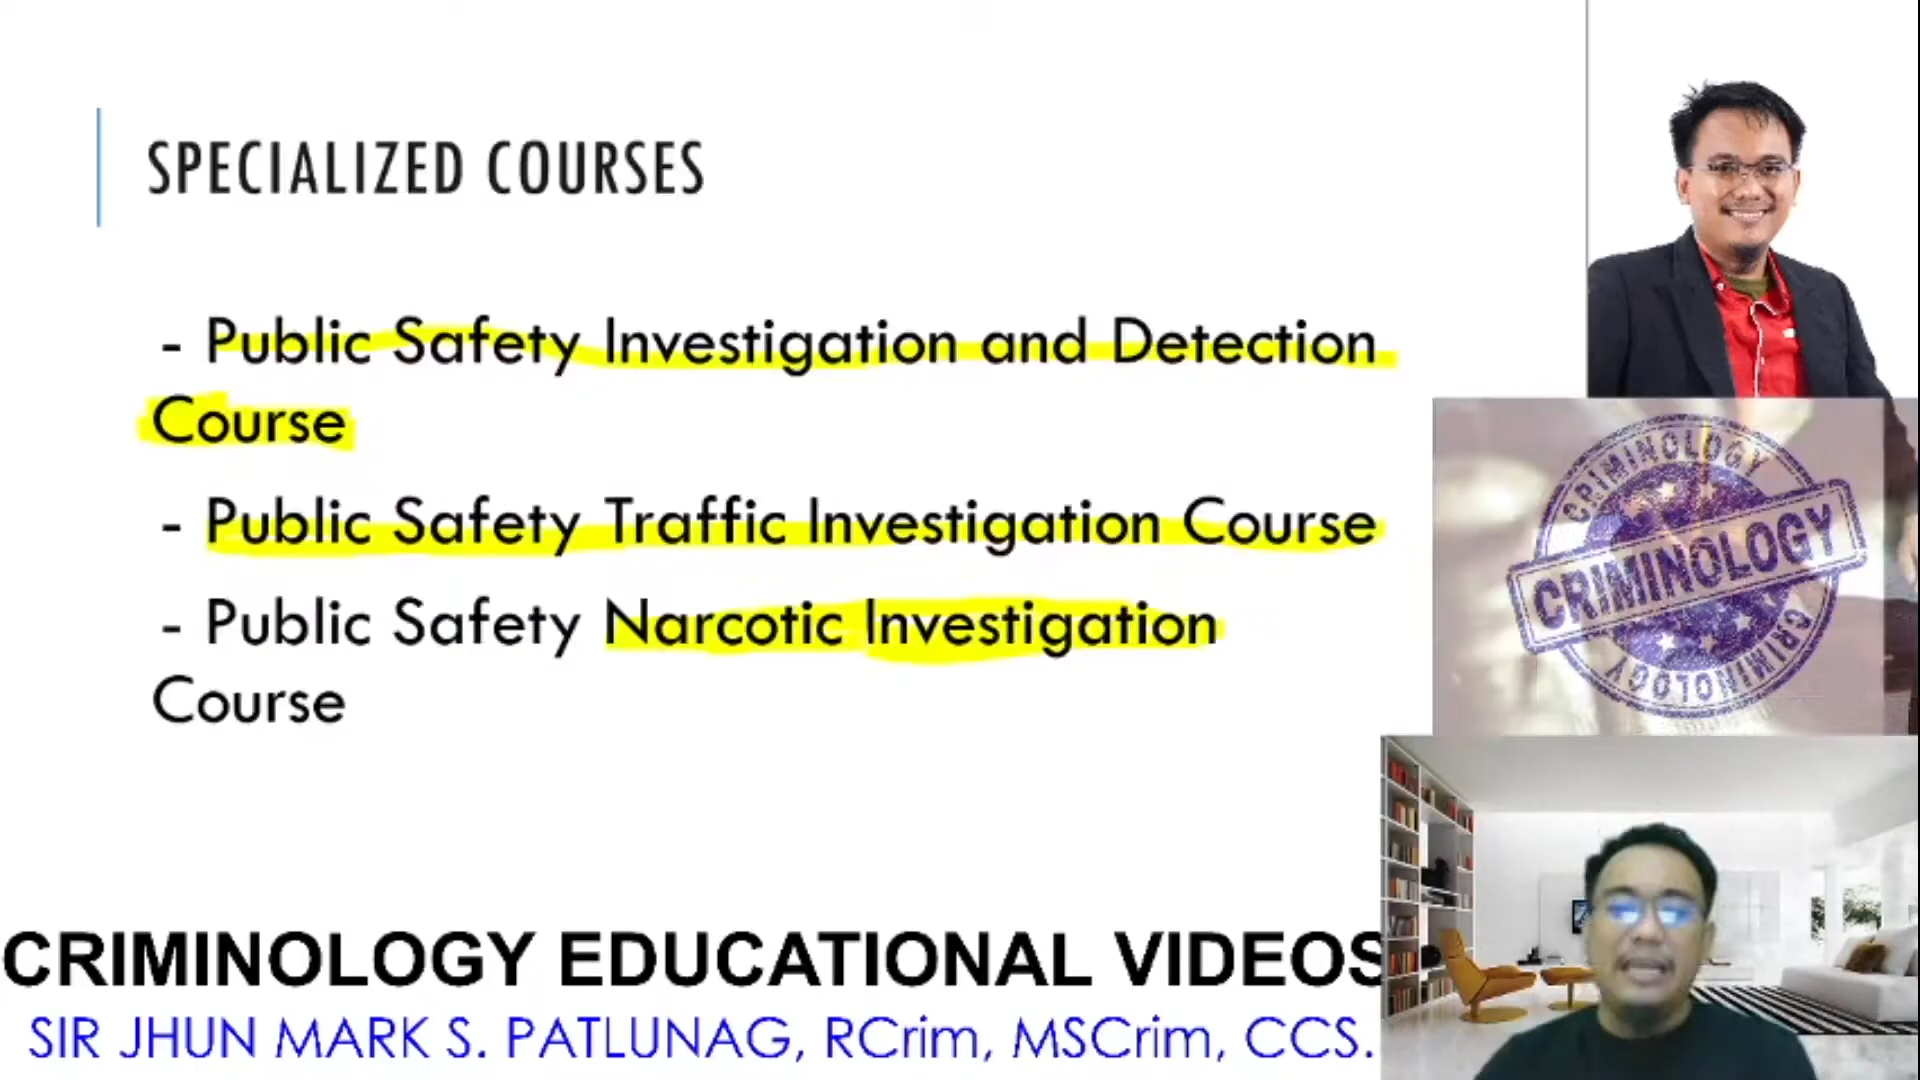 SPECIALIZED COURSES
- Public Safety Investigation and Detection
Course
- Public Safety Traffic Investigation Course
- Public Safety Narcotic Investigation
Course
CRIMINOLOGY
CRIMINOLOGY
CRIMINOLOGY
CRIMINOLOGY EDUCATIONAL VIDEOS
SIR JHUN MARK S. PATLUNAG, RCrim, MSCrim, CCS.